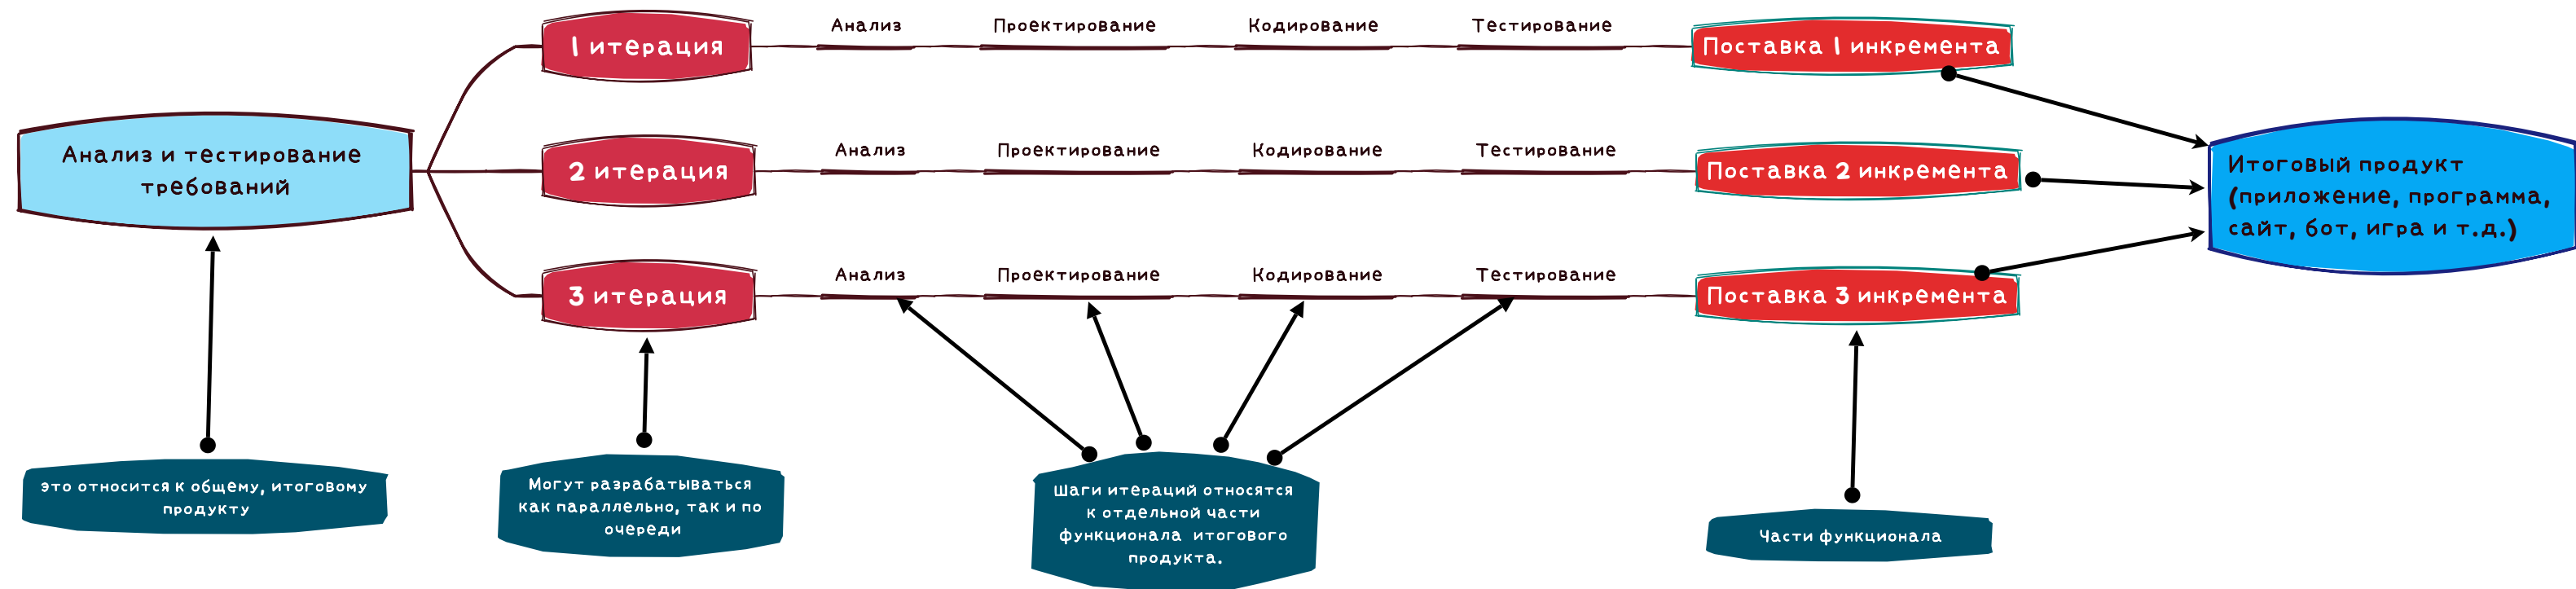 1 итерация
Анализ
Проектирование
Кодирование
Тестирование
Поставка 1 инкремента
Анализ и тестирование
требований
2 итерация
Анализ
Проектирование
Кодирование
Тестирование
Поставка 2 инкремента
Итоговый продукт
(приложение, программа,
сайт, бот, игра и т.д.)
3 итерация
Анализ
Проектирование
Кодирование
Тестирование
Поставка 3 инкремента
это относится к общему, итоговому
продукту
Могут разрабатываться
как параллельно, так и по
очереди
Шаги итераций относятся
к отдельной части
функционала итогового
продукта.
Части функционала